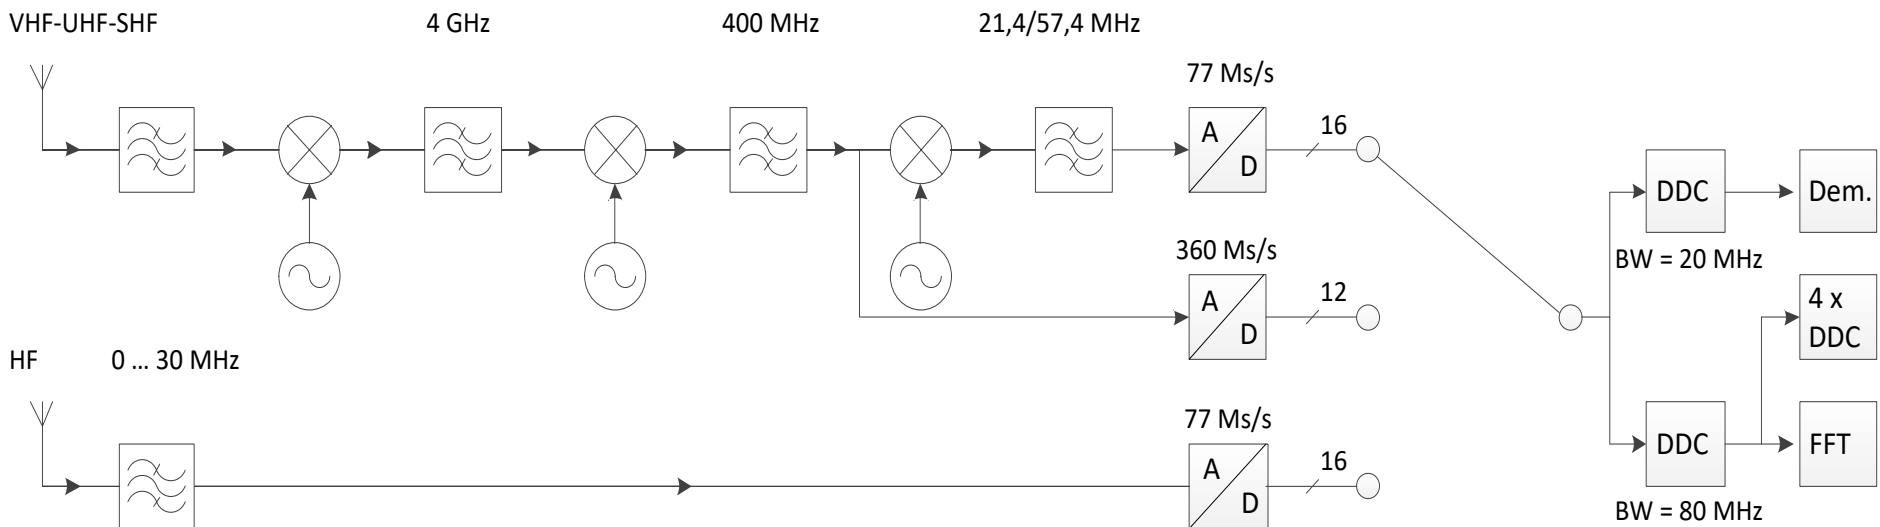 VHF-UHF-SHF
4 GHz
400 MHz
21,4/57,4 MHz
77 Ms/s
A
D
16
DDC
Dem.
BW = 20 MHz
360 Ms/s
A
D
12
4 x
DDC
HF
0 ... 30 MHz
77 Ms/s
A
D
16
DDC
FFT
BW = 80 MHz